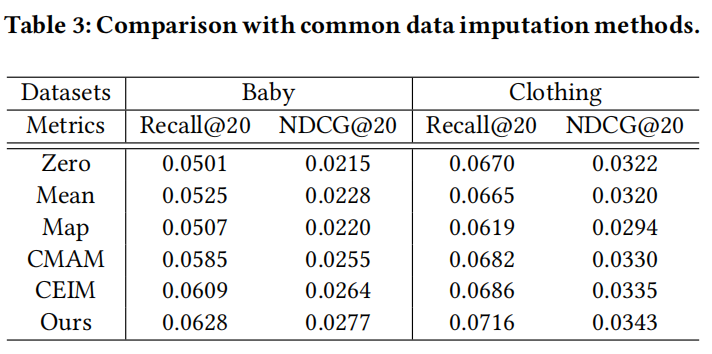 Table 3: Comparison with common data imputation methods.
Datasets Baby Clothing
Metrics Recall@20 NDCG@20 Recall@20 NDCG@20
Zero 0.0501 0.0215 0.0670 0.0322
Mean 0.0525 0.0228 0.0665 0.0320
Map 0.0507 0.0220 0.0619 0.0294
CMAM 0.0585 0.0255 0.0682 0.0330
CEIM 0.0609 0.0264 0.0686 0.0335
Ours 0.0628 0.0277 0.0716 0.0343